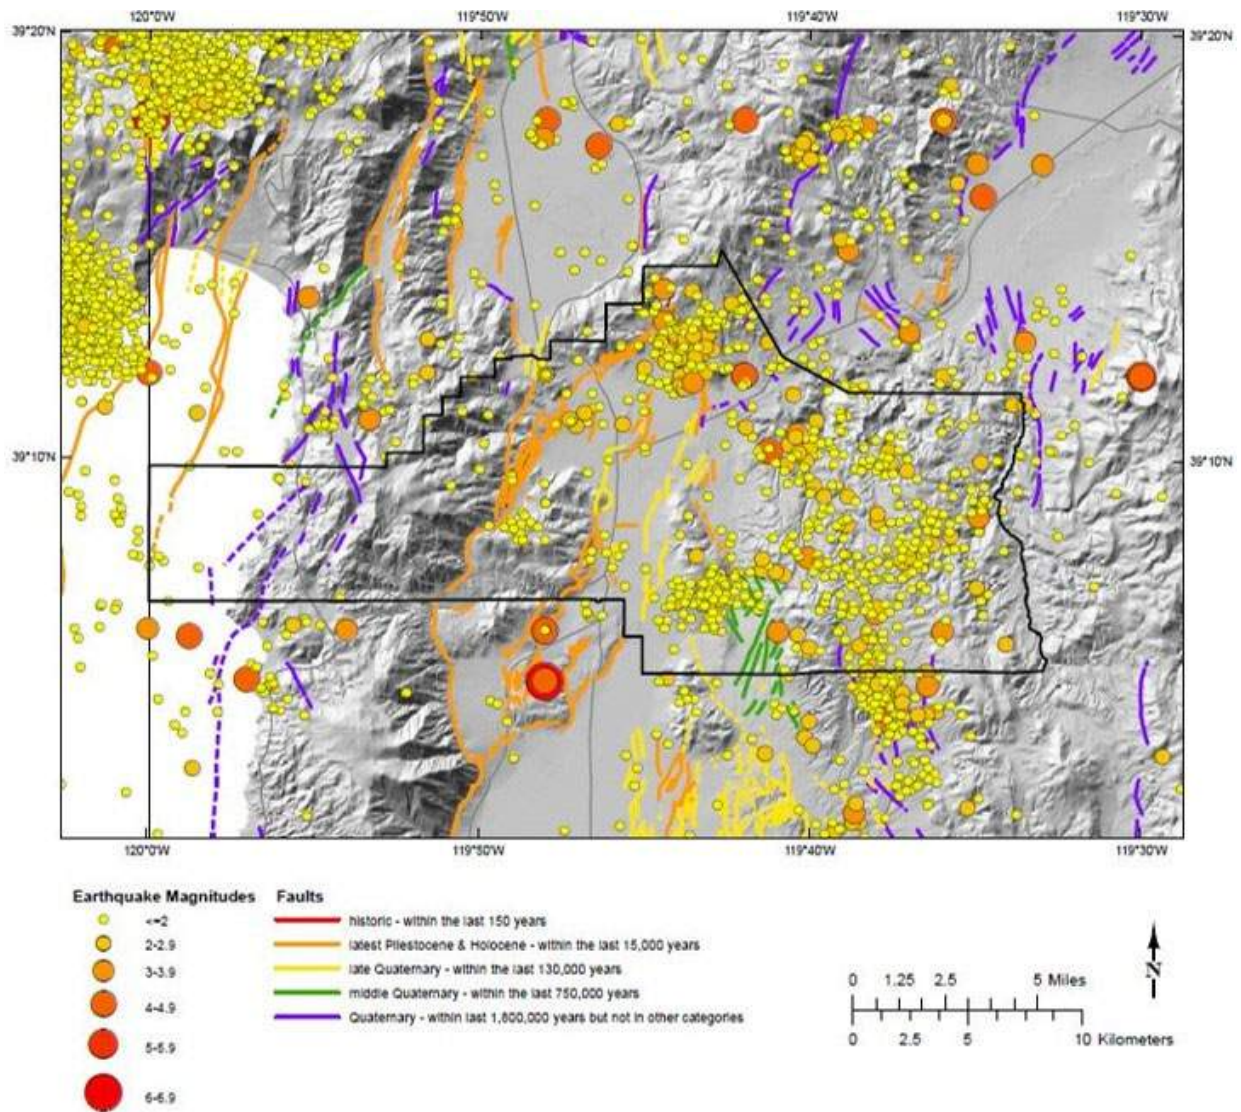 120°0'W 119°50'W 119°40'W 119°30'W
39°20'N 39°20'N
39°10'N 39°10'N
120°0'W 119°50'W 119°40'W 119°30'W
Earthquake Magnitudes Faults
<=2 historic - within the last 150 years
2-2.9 latest Pliestocene & Holocene - within the last 15,000 years
3-3.9 late Quaternary - within the last 130,000 years
4-4.9 middle Quaternary - within the last 750,000 years
5-5.9 Quaternary - within last 1,800,000 years but not in other categories
6-6.9
N
0 1.25 2.5 5 Miles
0 2.5 5 10 Kilometers